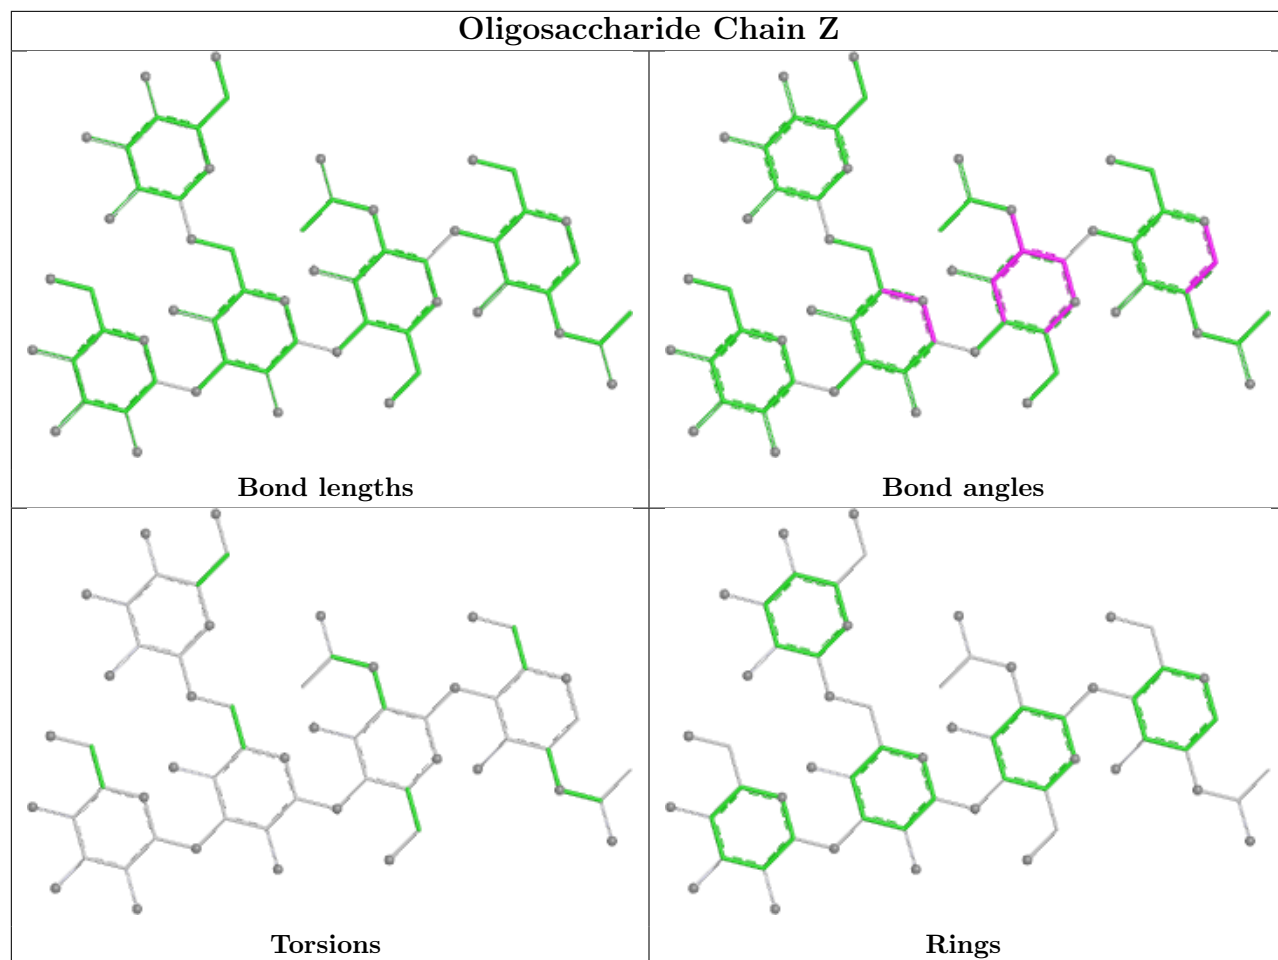 Oligosaccharide Chain Z
Bond lengths
Bond angles
Torsions
Rings